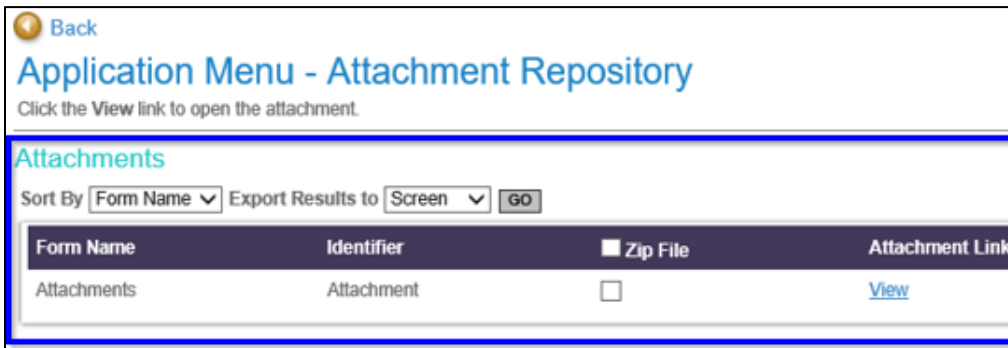 Back
Application Menu - Attachment Repository
Click the View link to open the attachment.
Attachments
Sort By Form Name Export Results to Screen GO
Form Name Identifier Zip File Attachment Link
Attachments Attachment View